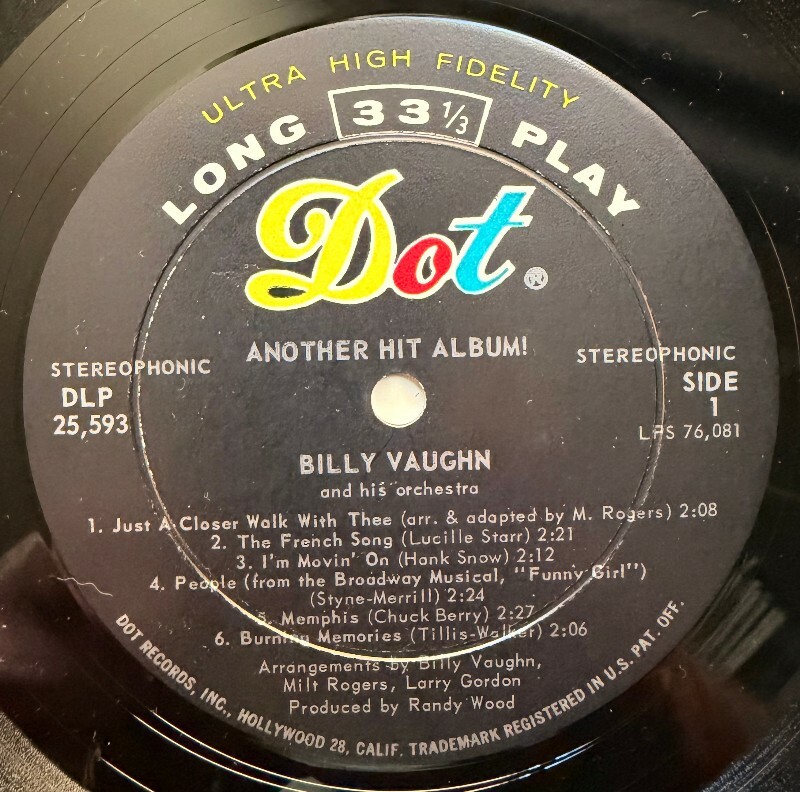 ULTRA HIGH FIDELITY
LONG 33 1/3 PLAY
Dot®
ANOTHER HIT ALBUM!
STEREOPHONIC
DLP
25,593
STEREOPHONIC
SIDE
1
LPS 76,081
BILLY VAUGHN
and his orchestra
1. Just A Closer Walk With Thee (arr. & adapted by M. Rogers) 2:08
2. The French Song (Lucille Starr) 2:21
3. I'm Movin' On (Hank Snow) 2:12
4. People (from the Broadway Musical, "Funny Girl")
(Styne-Merrill) 2:24
5. Memphis (Chuck Berry) 2:27
6. Burning Memories (Tillis-Walker) 2:06
Arrangements by Billy Vaughn,
Milt Rogers, Larry Gordon
Produced by Randy Wood
DOT RECORDS, INC., HOLLYWOOD 28, CALIF. TRADEMARK REGISTERED IN U.S. PAT. OFF.